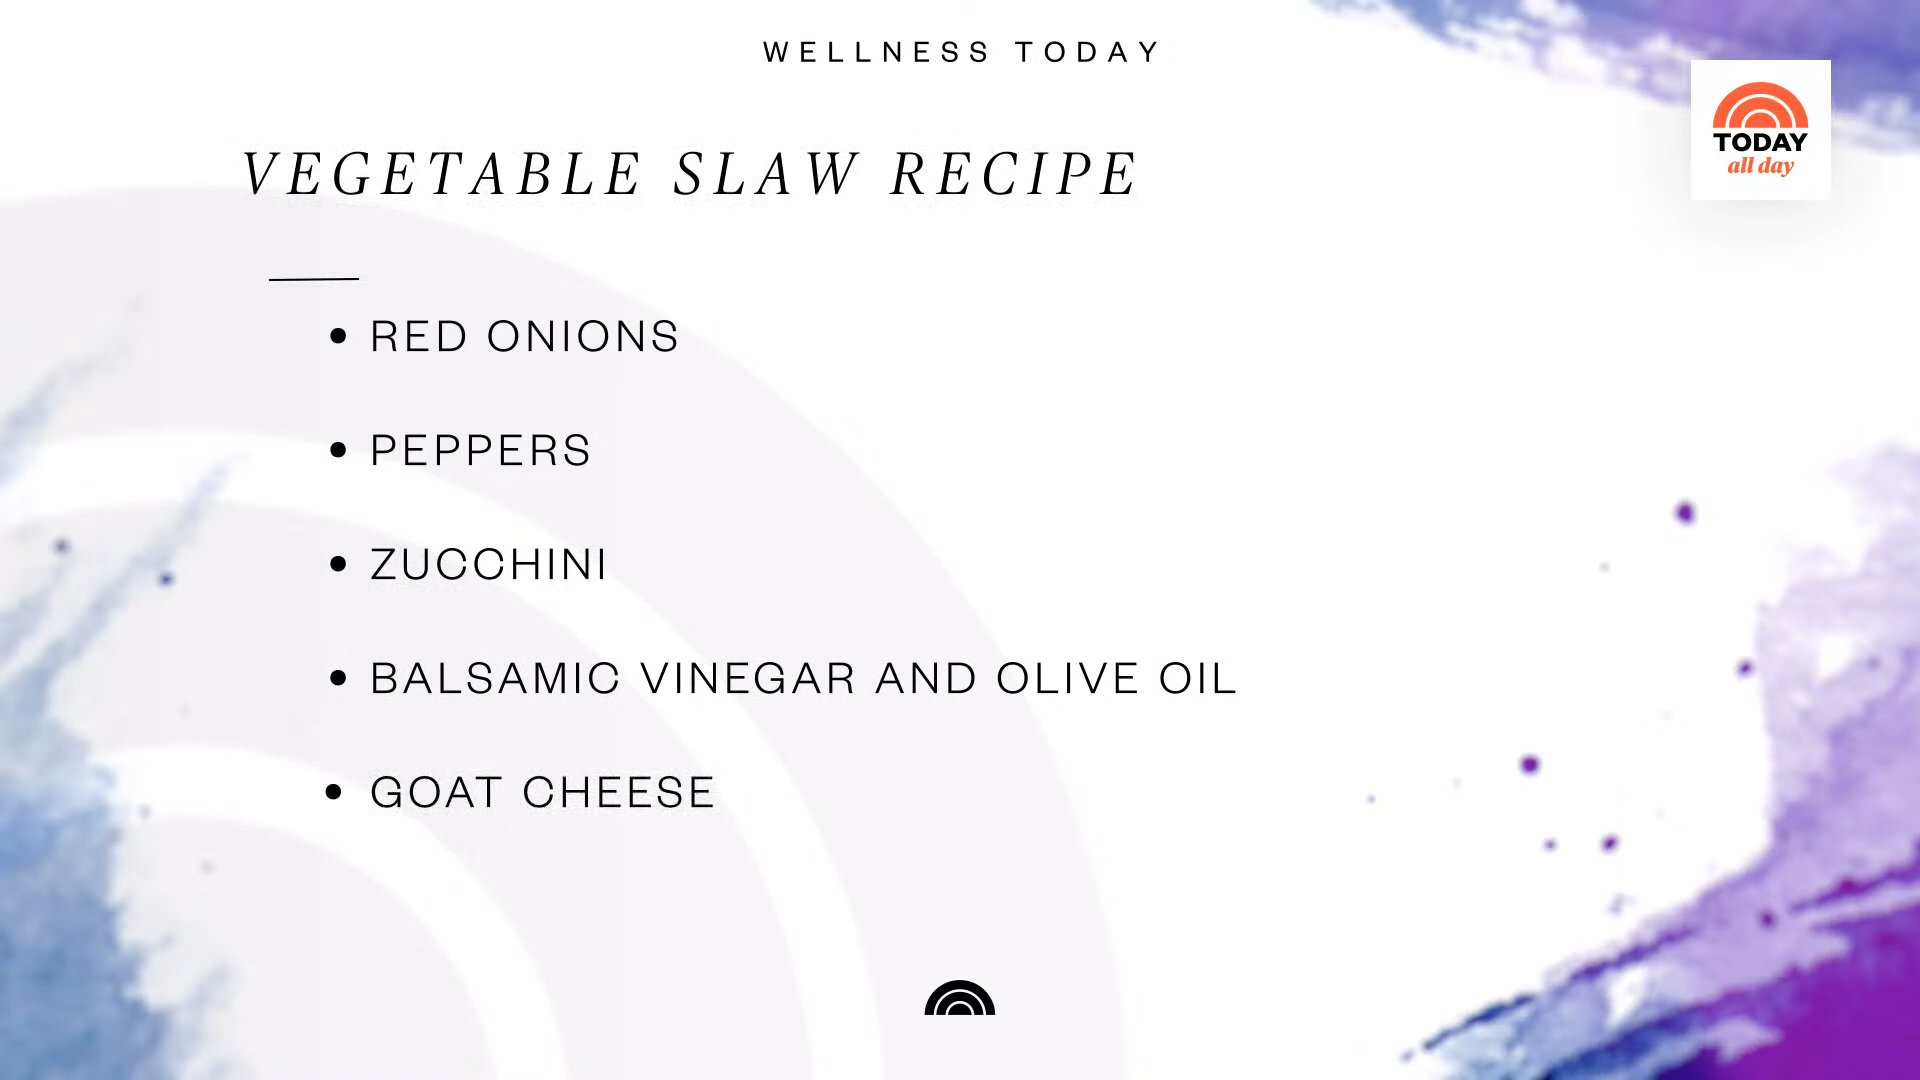 WELLNESS TODAY
TODAY
all day
VEGETABLE SLAW RECIPE
• RED ONIONS
• PEPPERS
• ZUCCHINI
• BALSAMIC VINEGAR AND OLIVE OIL
• GOAT CHEESE